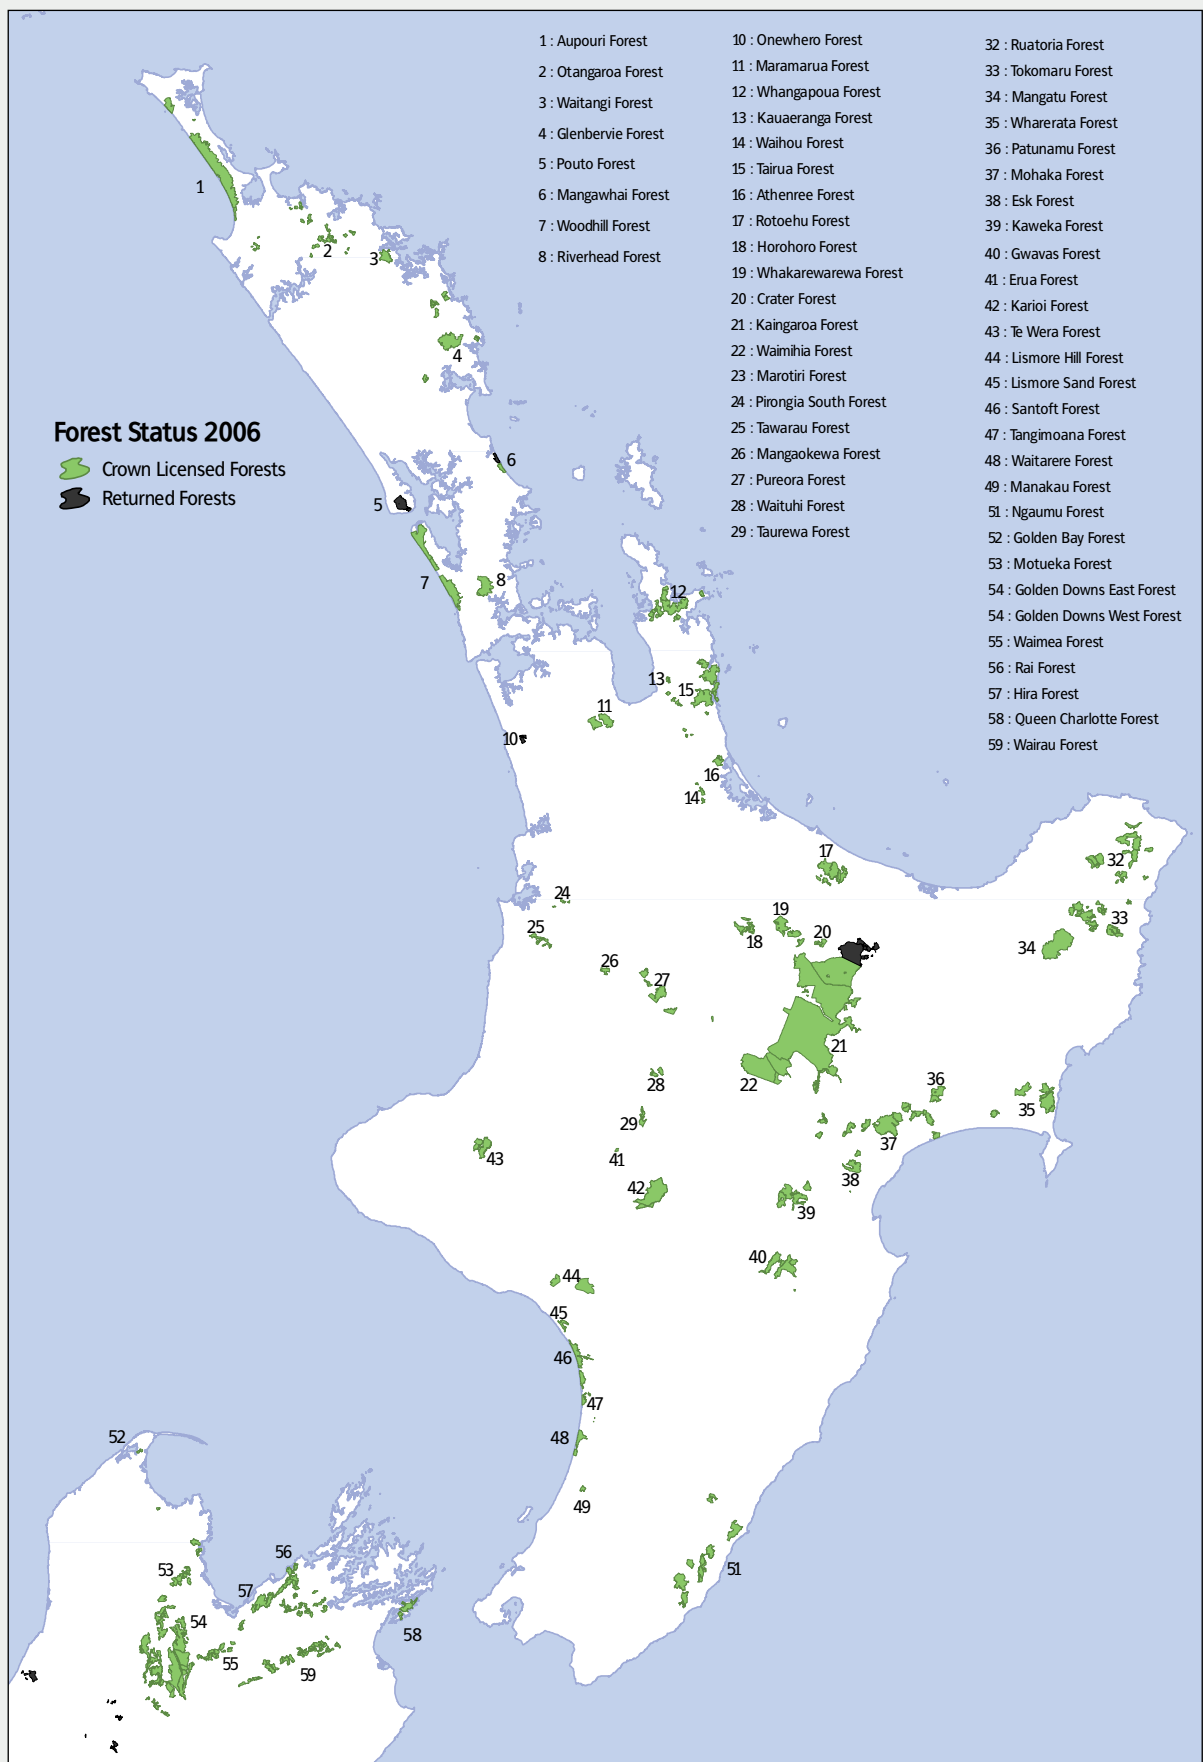 1 : Aupouri Forest
2 : Otangaroa Forest
3 : Waitangi Forest
4 : Glenbervie Forest
5 : Pouto Forest
6 : Mangawhai Forest
7 : Woodhill Forest
8 : Riverhead Forest
10 : Onewhero Forest
11 : Maramarua Forest
12 : Whangapoua Forest
13 : Kauaeranga Forest
14 : Waihou Forest
15 : Tairua Forest
16 : Athenree Forest
17 : Rotoehu Forest
18 : Horohoro Forest
19 : Whakarewarewa Forest
20 : Crater Forest
21 : Kaingaroa Forest
22 : Waimihia Forest
23 : Marotiri Forest
24 : Pirongia South Forest
25 : Tawarau Forest
26 : Mangaokewa Forest
27 : Pureora Forest
28 : Waituhi Forest
29 : Taurewa Forest
32 : Ruatoria Forest
33 : Tokomaru Forest
34 : Mangatu Forest
35 : Wharerata Forest
36 : Patunamu Forest
37 : Mohaka Forest
38 : Esk Forest
39 : Kaweka Forest
40 : Gwavas Forest
41 : Erua Forest
42 : Karioi Forest
43 : Te Wera Forest
44 : Lismore Hill Forest
45 : Lismore Sand Forest
46 : Santoft Forest
47 : Tangimoana Forest
48 : Waitarere Forest
49 : Manakau Forest
51 : Ngaumu Forest
52 : Golden Bay Forest
53 : Motueka Forest
54 : Golden Downs East Forest
54 : Golden Downs West Forest
55 : Waimea Forest
56 : Rai Forest
57 : Hira Forest
58 : Queen Charlotte Forest
59 : Wairau Forest
Forest Status 2006
Crown Licensed Forests
Returned Forests
1
2
3
4
6
5
7
8
12
13
15
11
10
16
14
17
32
24
19
33
25
18
20
34
26
27
21
28
22
36
35
29
37
43
41
38
42
39
40
44
45
46
47
48
52
49
56
53
51
57
54
58
55
59